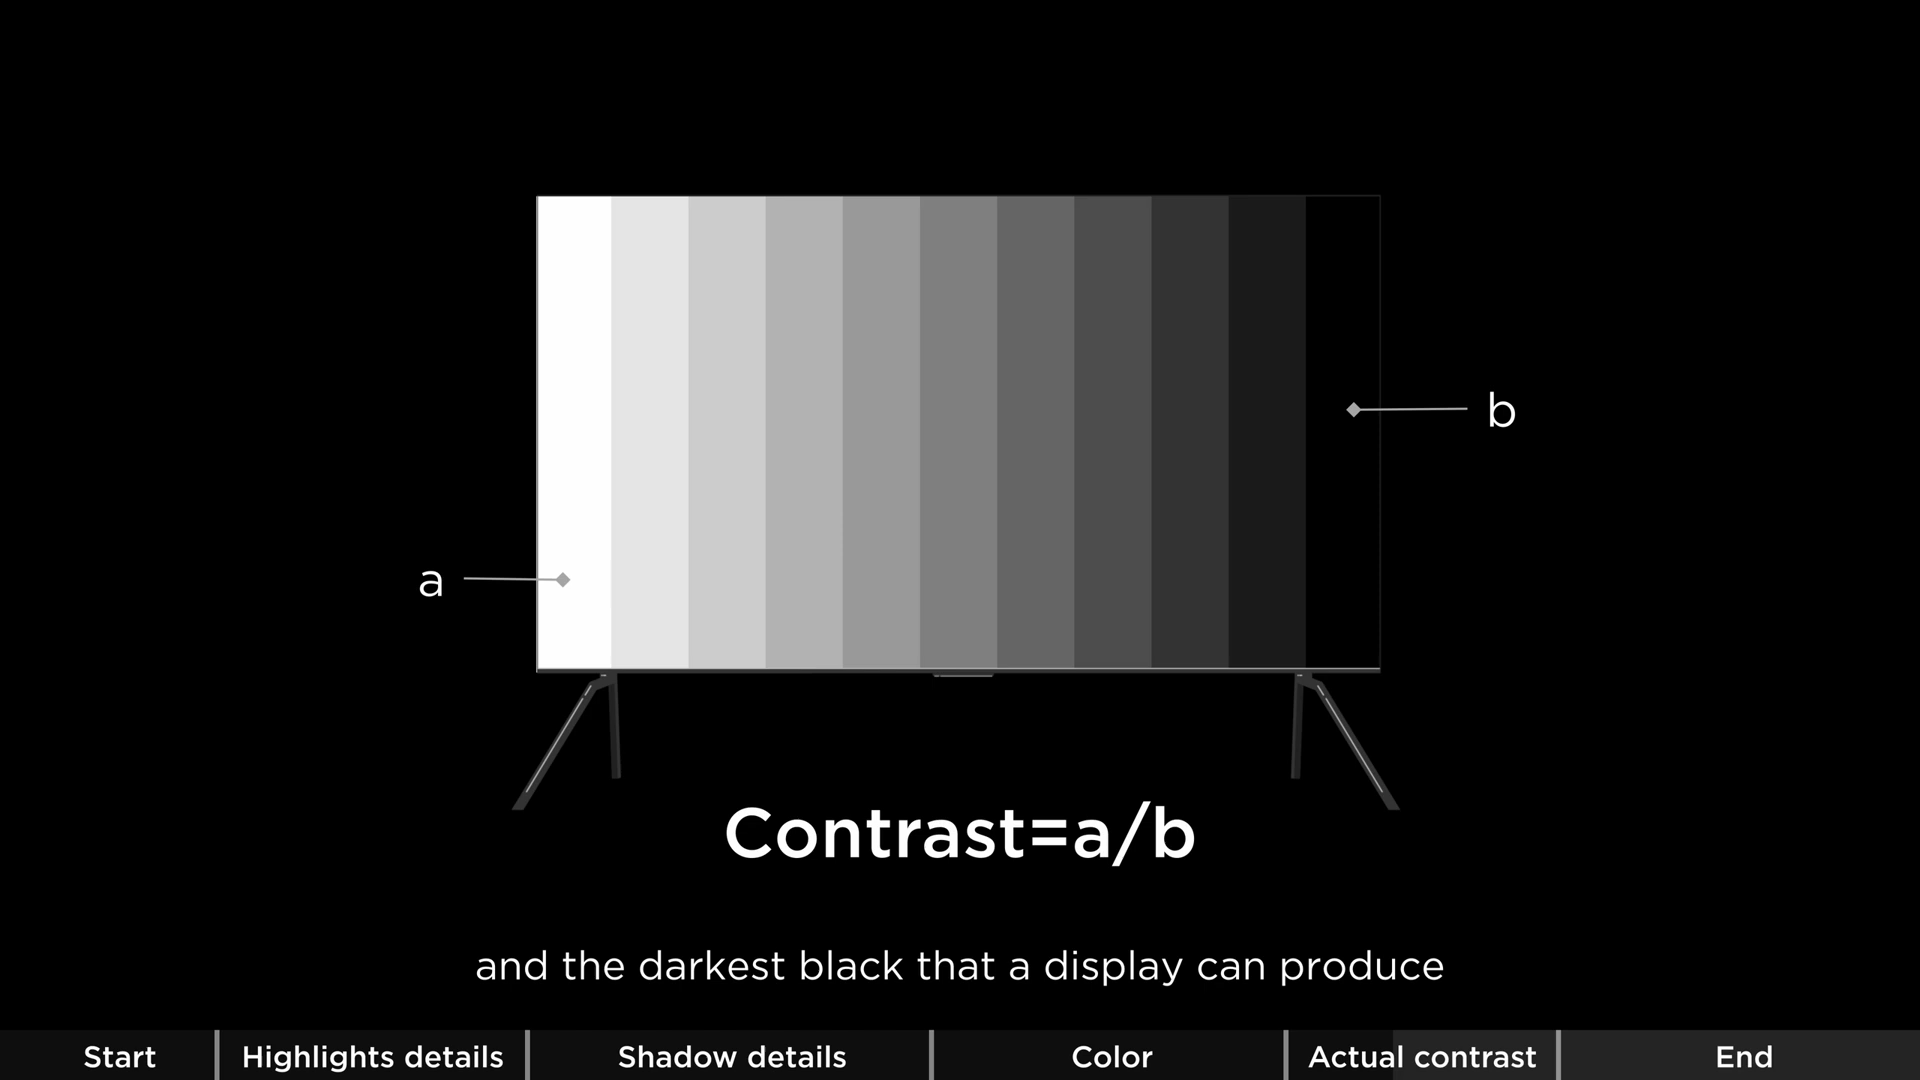 b
a
Contrast=a/b
and the darkest black that a display can produce
Start
Highlights details
Shadow details
Color
Actual contrast
End